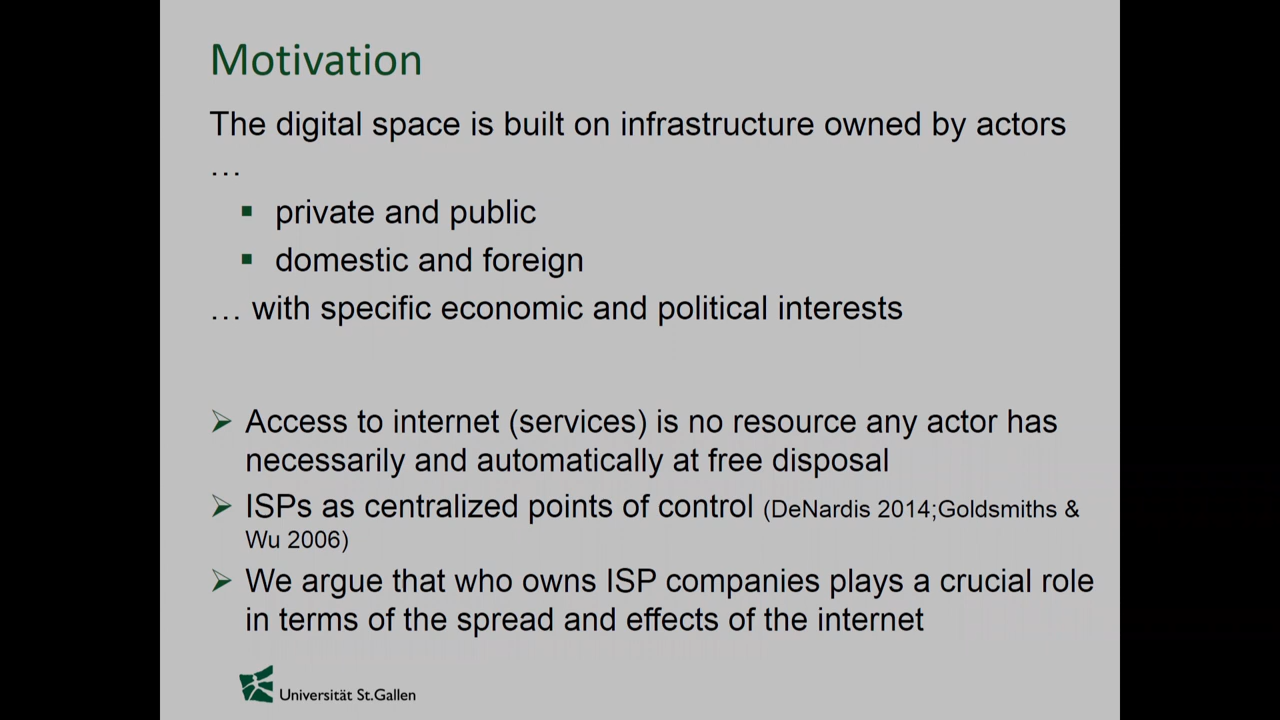 Motivation
The digital space is built on infrastructure owned by actors
…
▪ private and public
▪ domestic and foreign
… with specific economic and political interests
➢ Access to internet (services) is no resource any actor has
necessarily and automatically at free disposal
➢ ISPs as centralized points of control (DeNardis 2014;Goldsmiths &
Wu 2006)
➢ We argue that who owns ISP companies plays a crucial role
in terms of the spread and effects of the internet
Universität St.Gallen